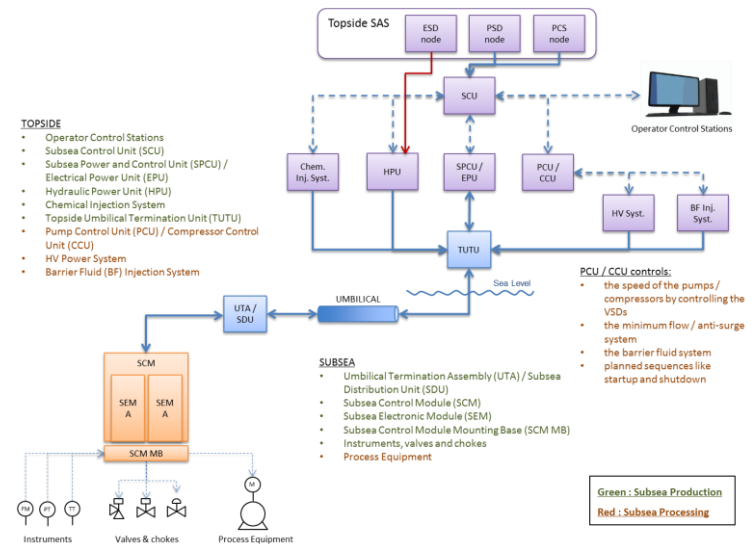 Topside SAS
ESD
node
PSD
node
PCS
node
SCU
Operator Control Stations
TOPSIDE
• Operator Control Stations
• Subsea Control Unit (SCU)
• Subsea Power and Control Unit (SPCU) /
Electrical Power Unit (EPU)
• Hydraulic Power Unit (HPU)
• Chemical Injection System
• Topside Umbilical Termination Unit (TUTU)
• Pump Control Unit (PCU) / Compressor Control
Unit (CCU)
• HV Power System
• Barrier Fluid (BF) Injection System
Chem.
Inj. Syst.
HPU
SPCU /
EPU
PCU /
CCU
HV Syst.
BF Inj.
Syst.
TUTU
Sea Level
PCU / CCU controls:
• the speed of the pumps /
compressors by controlling the
VSDs
• the minimum flow / anti-surge
system
• the barrier fluid system
• planned sequences like
startup and shutdown
UTA /
SDU
UMBILICAL
SCM
SEM
A
SEM
A
SCM MB
SUBSEA
• Umbilical Termination Assembly (UTA) / Subsea
Distribution Unit (SDU)
• Subsea Control Module (SCM)
• Subsea Electronic Module (SEM)
• Subsea Control Module Mounting Base (SCM MB)
• Instruments, valves and chokes
• Process Equipment
FM
PT
TT
M
Instruments
Valves & chokes
Process Equipment
Green : Subsea Production
Red : Subsea Processing